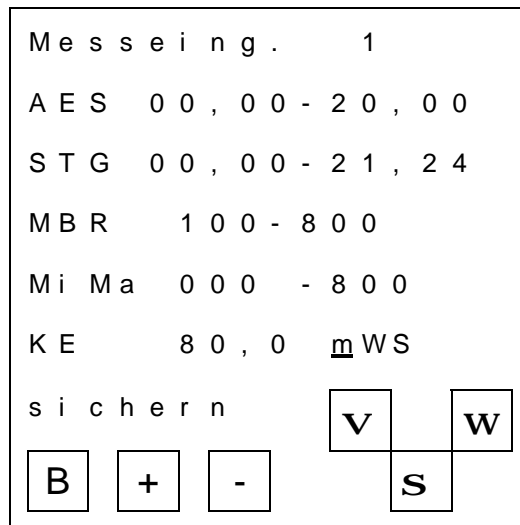 Messeing. 1
AES 00,00-20,00
STG 00,00-21,24
MBR 100-800
MiMa 000 -800
KE 80,0 mWS
sichern
V W
B + - S